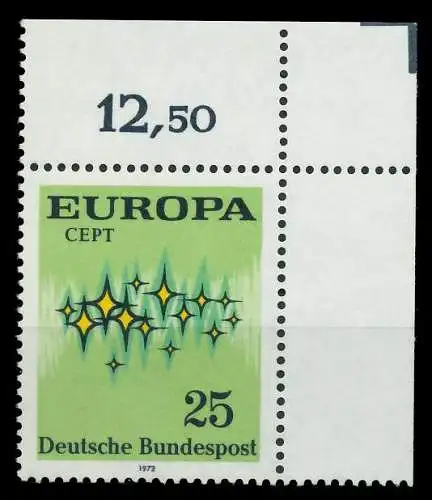 12,50
EUROPA
CEPT
25
Deutsche Bundespost
1972